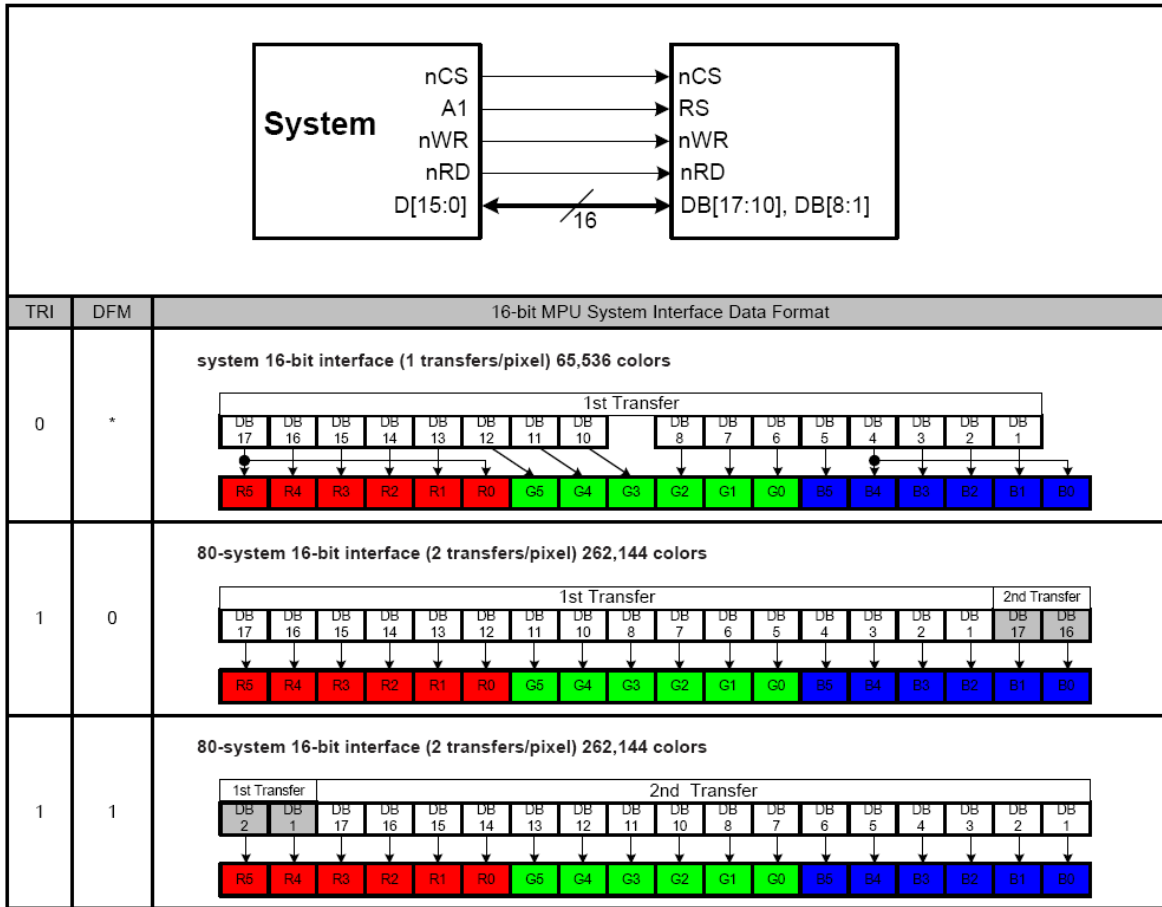 nCS nCS
A1 RS
System
nWR nWR
nRD nRD
D[15:0] DB[17:10], DB[8:1]
16
TRI DFM 16-bit MPU System Interface Data Format
system 16-bit interface (1 transfers/pixel) 65,536 colors
1st Transfer
0 *
DB DB DB DB DB DB DB DB DB DB DB DB DB DB DB DB
17 16 15 14 13 12 11 10 8 7 6 5 4 3 2 1
R5 R4 R3 R2 R1 R0 G5 G4 G3 G2 G1 G0 B5 B4 B3 B2 B1 B0
80-system 16-bit interface (2 transfers/pixel) 262,144 colors
1st Transfer 2nd Transfer
1 0
DB DB DB DB DB DB DB DB DB DB DB DB DB DB DB DB DB DB
17 16 15 14 13 12 11 10 8 7 6 5 4 3 2 1 17 16
R5 R4 R3 R2 R1 R0 G5 G4 G3 G2 G1 G0 B5 B4 B3 B2 B1 B0
80-system 16-bit interface (2 transfers/pixel) 262,144 colors
1st Transfer 2nd Transfer
1 1
DB DB DB DB DB DB DB DB DB DB DB DB DB DB DB DB DB DB
2 1 17 16 15 14 13 12 11 10 8 7 6 5 4 3 2 1
R5 R4 R3 R2 R1 R0 G5 G4 G3 G2 G1 G0 B5 B4 B3 B2 B1 B0